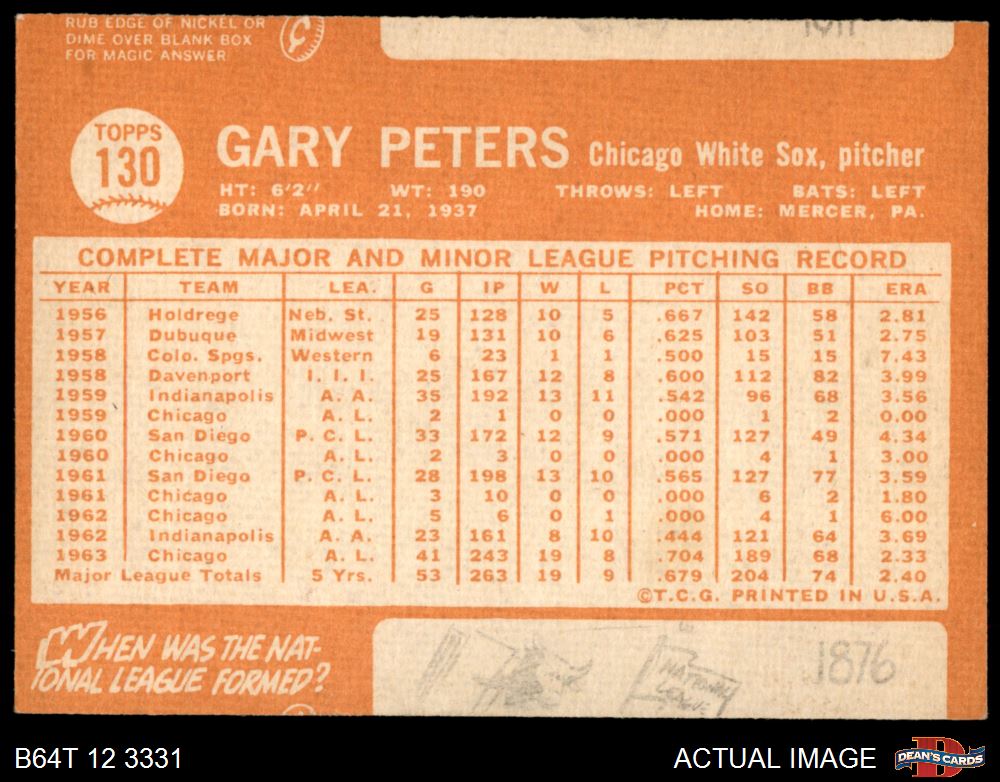 RUB EDGE OF NICKEL OR
DIME OVER BLANK BOX
FOR MAGIC ANSWER
TOPPS
130
GARY PETERS Chicago White Sox, pitcher
HT: 6'2" WT: 190 THROWS: LEFT BATS: LEFT
BORN: APRIL 21, 1937 HOME: MERCER, PA.
COMPLETE MAJOR AND MINOR LEAGUE PITCHING RECORD
YEAR TEAM LEA. G IP W L PCT SO BB ERA
1956 Holdrege Neb. St. 25 128 10 5 .667 142 58 2.81
1957 Dubuque Midwest 19 131 10 6 .625 103 51 2.75
1958 Colo. Spgs. Western 6 23 1 1 .500 15 15 7.43
1958 Davenport I. I. I. 25 167 12 8 .600 112 82 3.99
1959 Indianapolis A. A. 35 192 13 11 .542 96 68 3.56
1959 Chicago A. L. 2 1 0 0 .000 1 2 0.00
1960 San Diego P. C. L. 33 172 12 9 .571 127 49 4.34
1960 Chicago A. L. 2 3 0 0 .000 4 1 3.00
1961 San Diego P. C. L. 28 198 13 10 .565 127 77 3.59
1961 Chicago A. L. 3 10 0 0 .000 6 2 1.80
1962 Chicago A. L. 5 6 0 1 .000 4 1 6.00
1962 Indianapolis A. A. 23 161 8 10 .444 121 64 3.69
1963 Chicago A. L. 41 243 19 8 .704 189 68 2.33
Major League Totals 5 Yrs. 53 263 19 9 .679 204 74 2.40
©T.C.G. PRINTED IN U.S.A.
WHEN WAS THE NAT-
IONAL LEAGUE FORMED?
NATIONAL
LEAGUE
1876
B64T 12 3331
ACTUAL IMAGE
DEAN'S CARDS